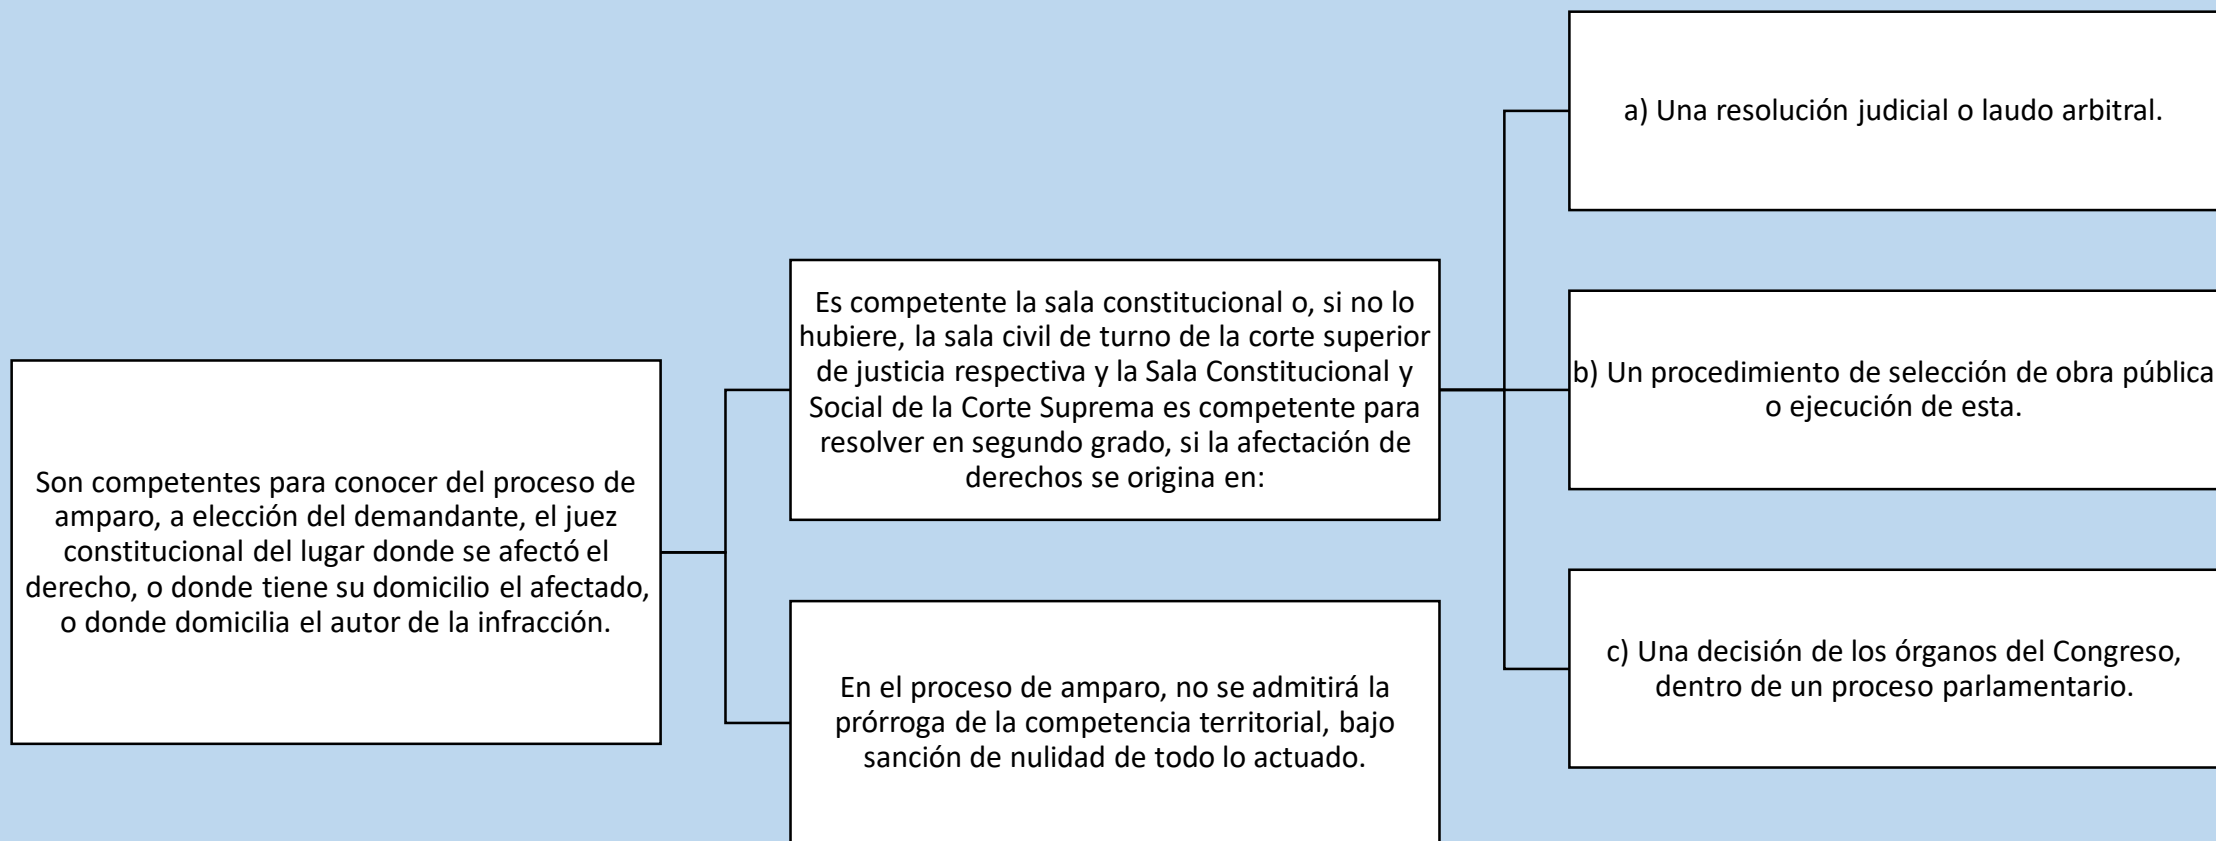 Son competentes para conocer del proceso de
amparo, a elección del demandante, el juez
constitucional del lugar donde se afectó el
derecho, o donde tiene su domicilio el afectado,
o donde domicilia el autor de la infracción.
Es competente la sala constitucional o, si no lo
hubiere, la sala civil de turno de la corte superior
de justicia respectiva y la Sala Constitucional y
Social de la Corte Suprema es competente para
resolver en segundo grado, si la afectación de
derechos se origina en:
a) Una resolución judicial o laudo arbitral.
b) Un procedimiento de selección de obra pública
o ejecución de esta.
c) Una decisión de los órganos del Congreso,
dentro de un proceso parlamentario.
En el proceso de amparo, no se admitirá la
prórroga de la competencia territorial, bajo
sanción de nulidad de todo lo actuado.